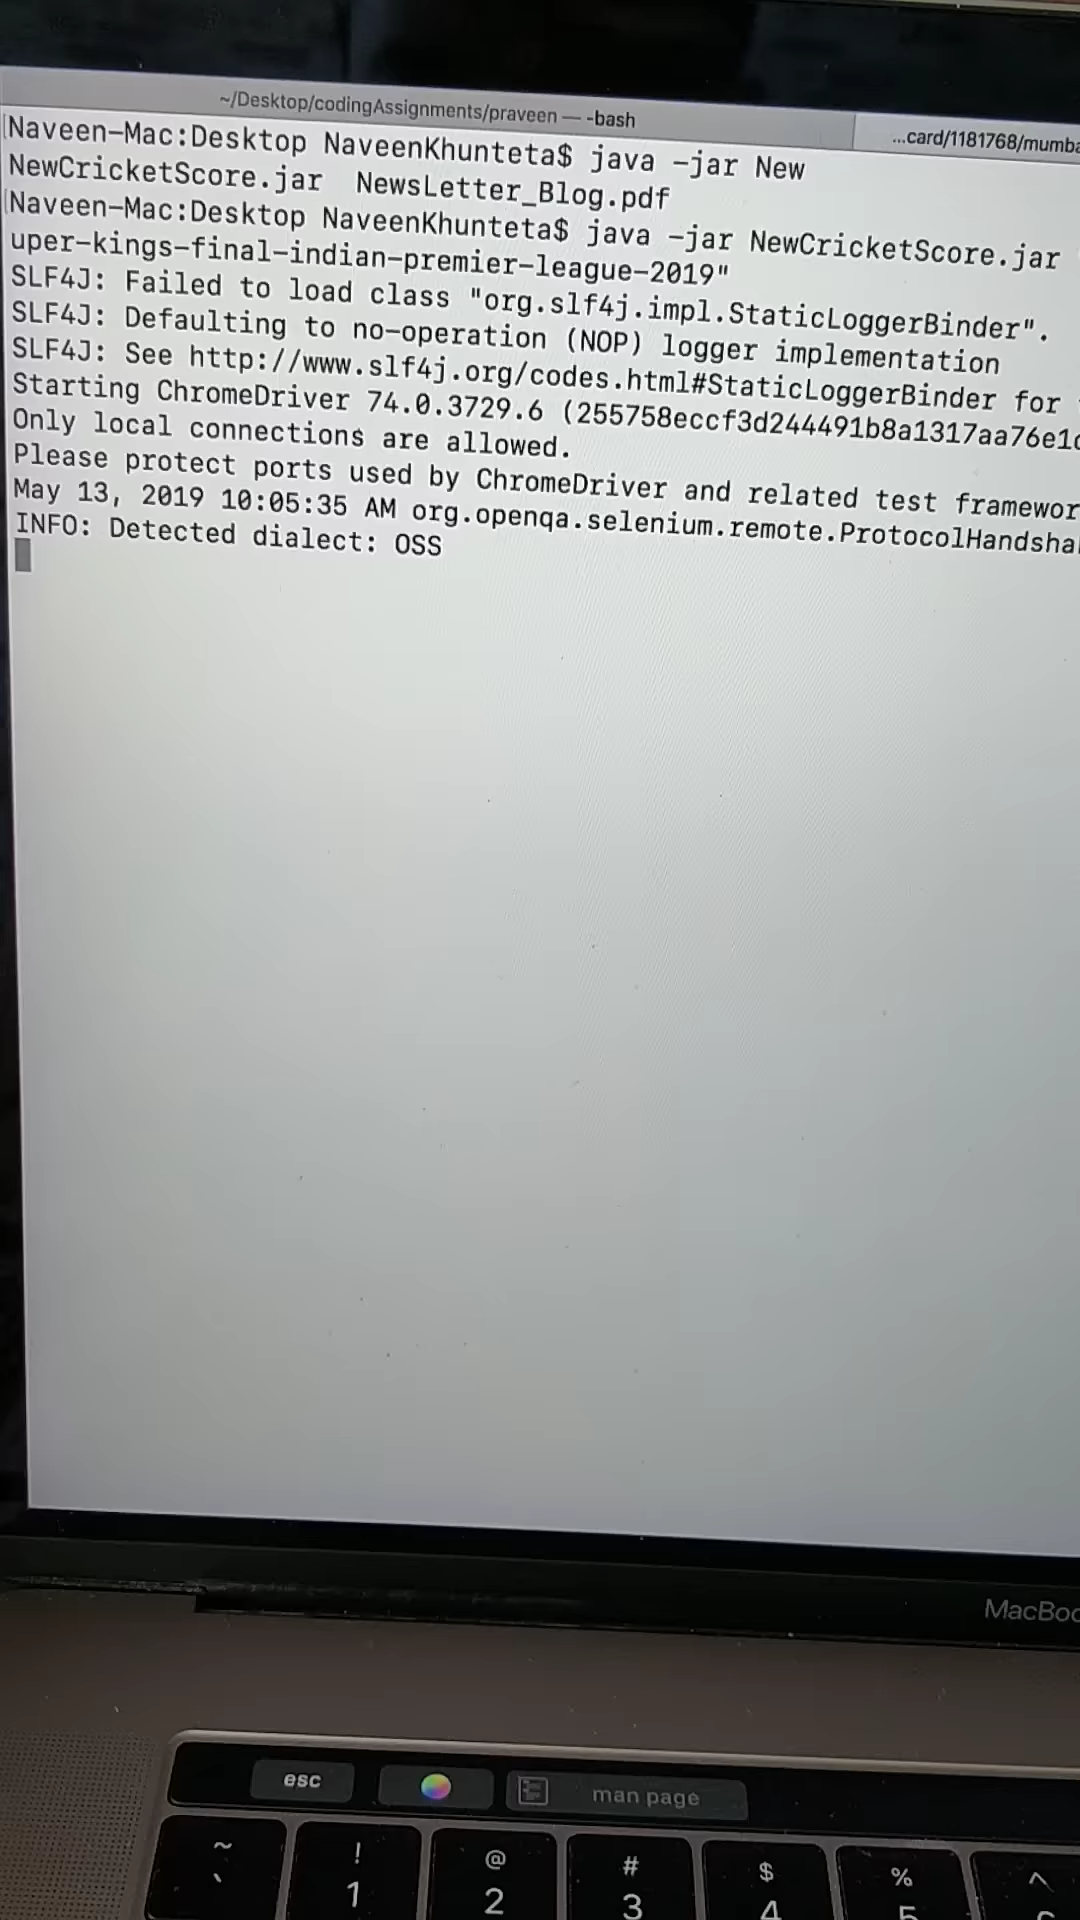 ~/Desktop/codingAssignments/praveen — -bash
...card/1181768/mumba
Naveen-Mac:Desktop NaveenKhunteta$ java -jar New
NewCricketScore.jar NewsLetter_Blog.pdf
Naveen-Mac:Desktop NaveenKhunteta$ java -jar NewCricketScore.jar
uper-kings-final-indian-premier-league-2019"
SLF4J: Failed to load class "org.slf4j.impl.StaticLoggerBinder".
SLF4J: Defaulting to no-operation (NOP) logger implementation
SLF4J: See http://www.slf4j.org/codes.html#StaticLoggerBinder for
Starting ChromeDriver 74.0.3729.6 (255758eccf3d244491b8a1317aa76e1
Only local connections are allowed.
Please protect ports used by ChromeDriver and related test framewor
May 13, 2019 10:05:35 AM org.openqa.selenium.remote.ProtocolHandsha
INFO: Detected dialect: OSS
MacBoo
esc
man page
~ ! @ # $ % ^
` 1 2 3 4 5